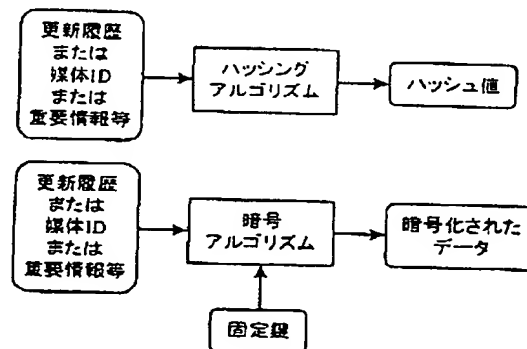 更新履歴
または
媒体ID
または
重要情報等
ハッシング
アルゴリズム
ハッシュ値
更新履歴
または
媒体ID
または
重要情報等
暗号
アルゴリズム
暗号化された
データ
固定鍵